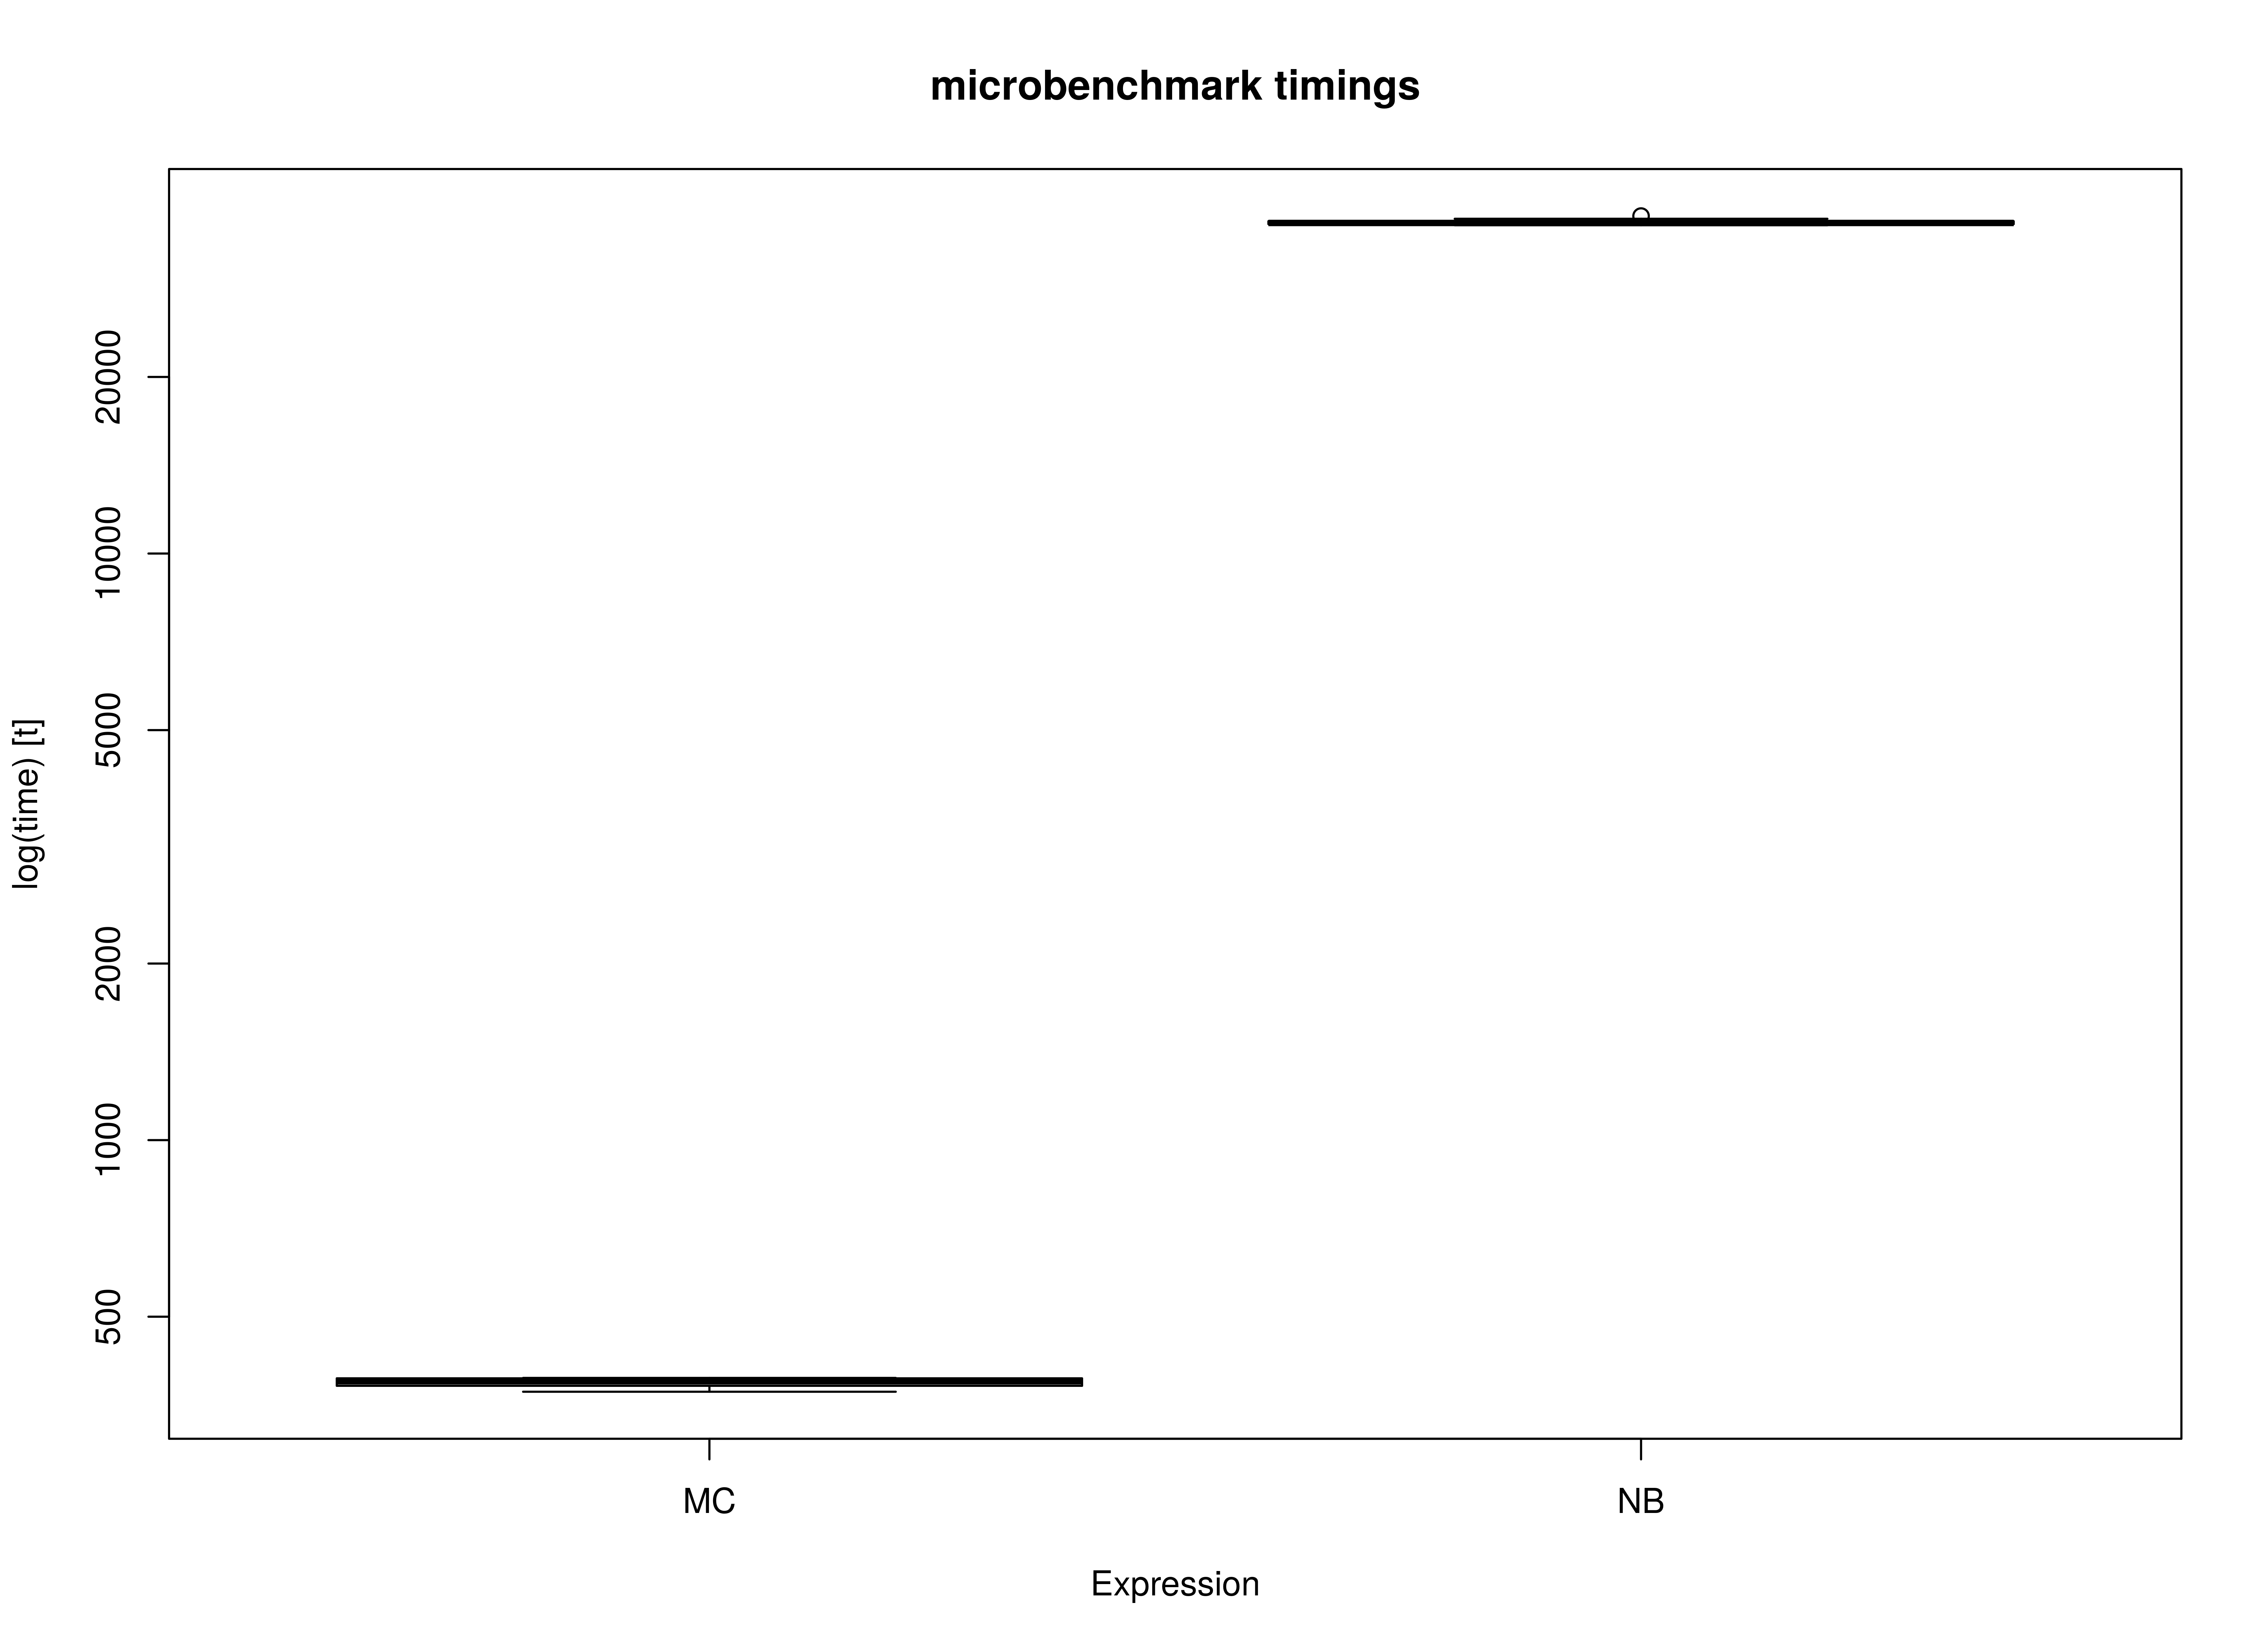 microbenchmark timings
log(time) [t]
20000
10000
5000
2000
1000
500
MC
NB
Expression